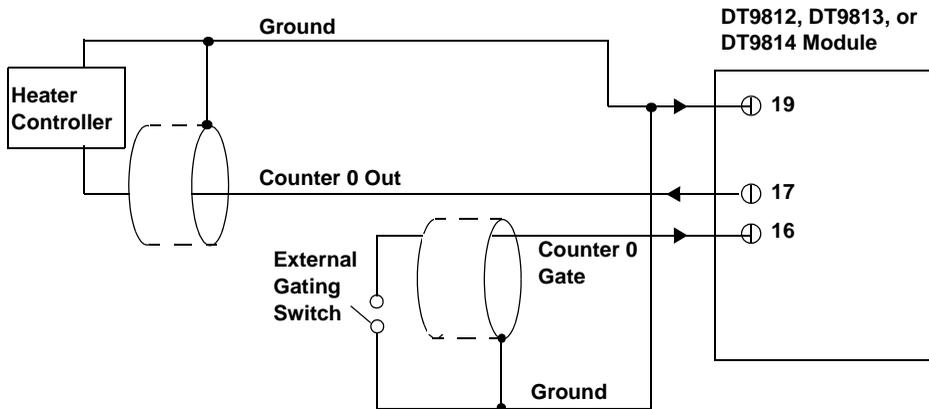 DT9812, DT9813, or
DT9814 Module
Ground
Heater
Controller
19
Counter 0 Out
17
16
External
Gating
Switch
Counter 0
Gate
Ground